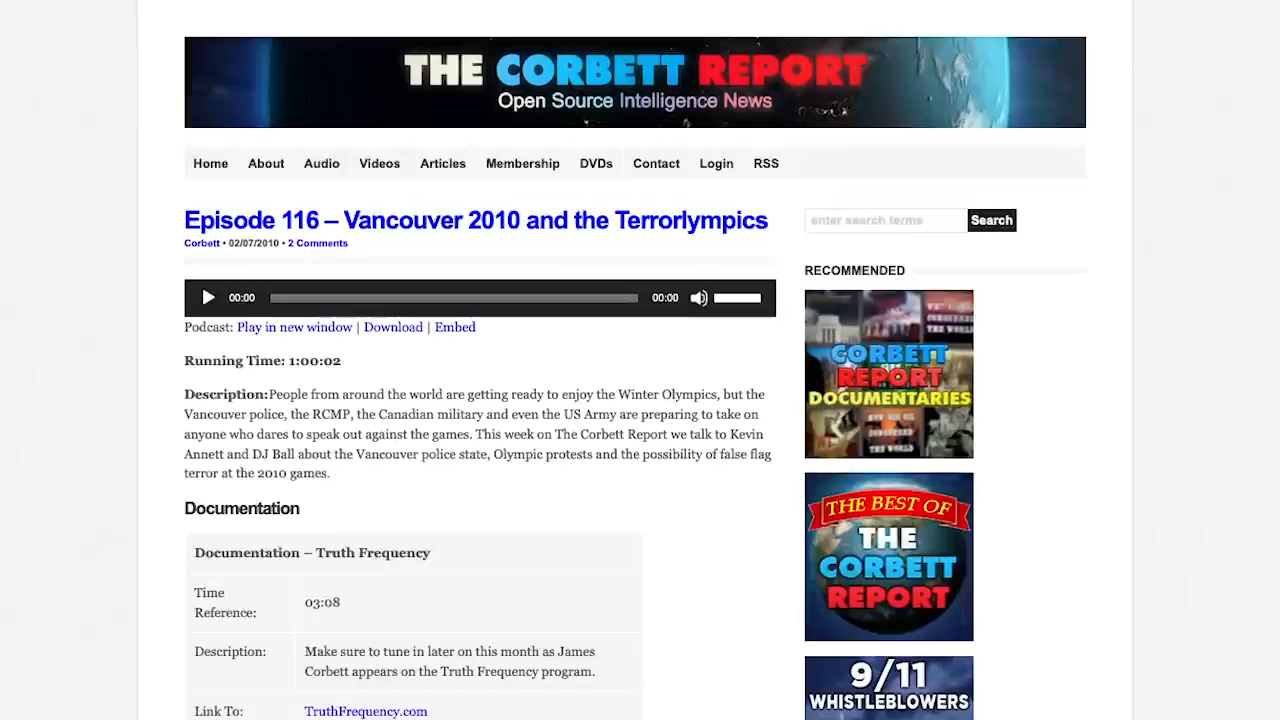 THE CORBETT REPORT
Open Source Intelligence News
Home About Audio Videos Articles Membership DVDs Contact Login RSS
Episode 116 – Vancouver 2010 and the Terrorlympics
Corbett • 02/07/2010 • 2 Comments
00:00 00:00
Podcast: Play in new window | Download | Embed
Running Time: 1:00:02
Description:People from around the world are getting ready to enjoy the Winter Olympics, but the
Vancouver police, the RCMP, the Canadian military and even the US Army are preparing to take on
anyone who dares to speak out against the games. This week on The Corbett Report we talk to Kevin
Annett and DJ Ball about the Vancouver police state, Olympic protests and the possibility of false flag
terror at the 2010 games.
Documentation
Documentation – Truth Frequency
Time
Reference:
03:08
Description:
Make sure to tune in later on this month as James
Corbett appears on the Truth Frequency program.
Link To:
TruthFrequency.com
enter search terms
Search
RECOMMENDED
CORBETT
REPORT
DOCUMENTARIES
THE BEST OF
THE
CORBETT
REPORT
9/11
WHISTLEBLOWERS